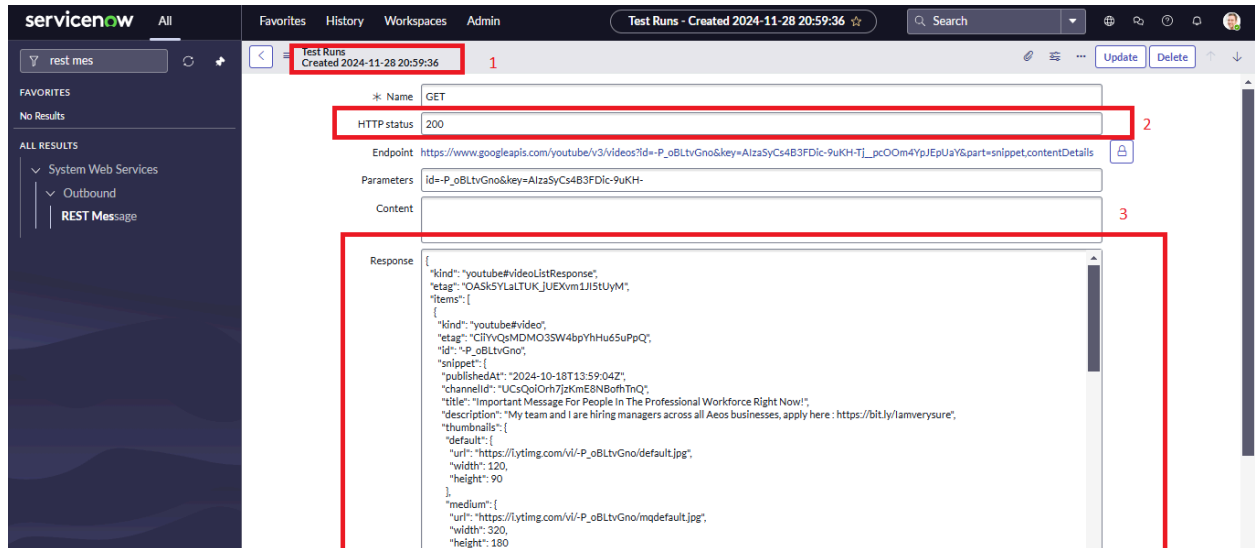 servicenow All Favorites History Workspaces Admin Test Runs - Created 2024-11-28 20:59:36 Search
rest mes
FAVORITES
No Results
ALL RESULTS
System Web Services
Outbound
REST Message
Test Runs
Created 2024-11-28 20:59:36
1
Update Delete
Name GET
HTTP status 200
2
Endpoint https://www.googleapis.com/youtube/v3/videos?id=-P_oBLtvGno&key=AIzaSyCs4B3FDic-9uKH-Tj__pcOOm4YpJEpUaY&part=snippet,contentDetails
Parameters id=-P_oBLtvGno&key=AIzaSyCs4B3FDic-9uKH-
Content
3
Response {
"kind": "youtube#videoListResponse",
"etag": "OASk5YLaLTUK_jUEXvm1JI5tUyM",
"items": [
{
"kind": "youtube#video",
"etag": "CiiYvQsMDMO3SW4bpYhHu65uPpQ",
"id": "-P_oBLtvGno",
"snippet": {
"publishedAt": "2024-10-18T13:59:04Z",
"channelId": "UCsQoiOrh7jzKmE8NBofhTnQ",
"title": "Important Message For People In The Professional Workforce Right Now!",
"description": "My team and I are hiring managers across all Aeos businesses, apply here : https://bit.ly/Iamverysure",
"thumbnails": {
"default": {
"url": "https://i.ytimg.com/vi/-P_oBLtvGno/default.jpg",
"width": 120,
"height": 90
},
"medium": {
"url": "https://i.ytimg.com/vi/-P_oBLtvGno/mqdefault.jpg",
"width": 320,
"height": 180